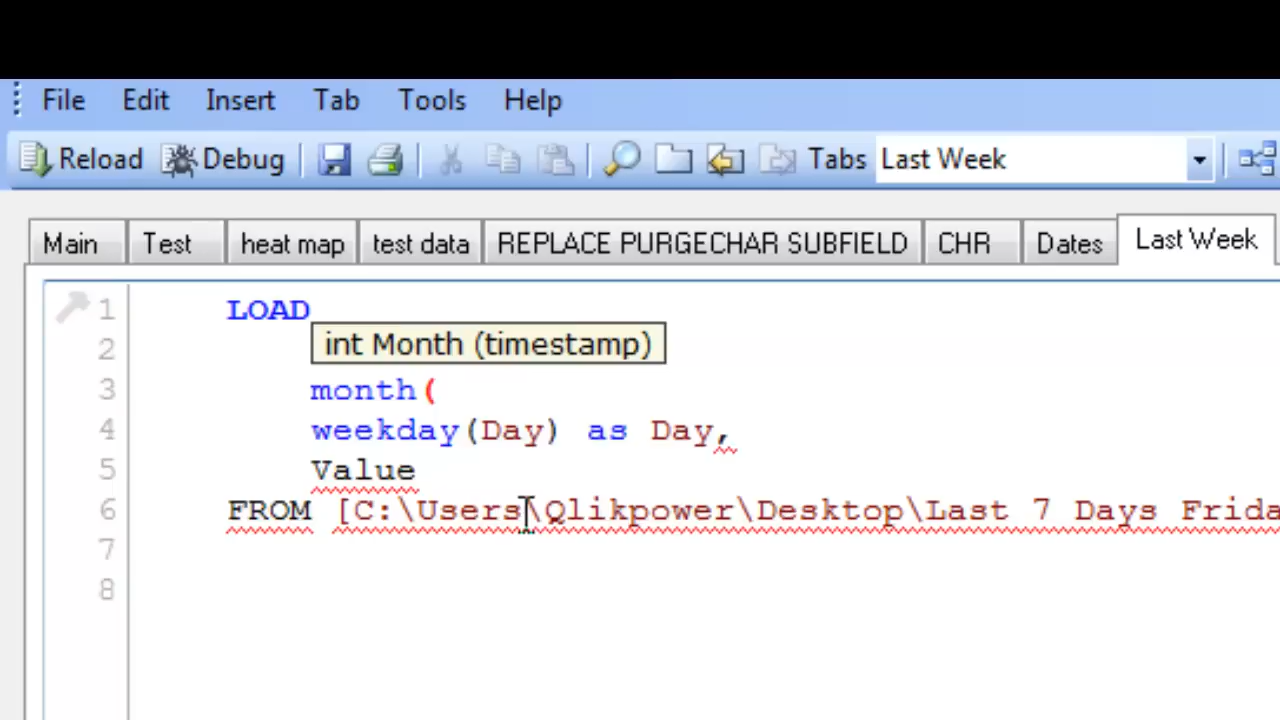 File Edit Insert Tab Tools Help
Reload Debug Tabs Last Week
Main Test heat map test data REPLACE PURGECHAR SUBFIELD CHR Dates Last Week
1 LOAD
2 int Month (timestamp)
3 month(
4 weekday(Day) as Day,
5 Value
6 FROM [C:\Users\Qlikpower\Desktop\Last 7 Days Frida
7
8